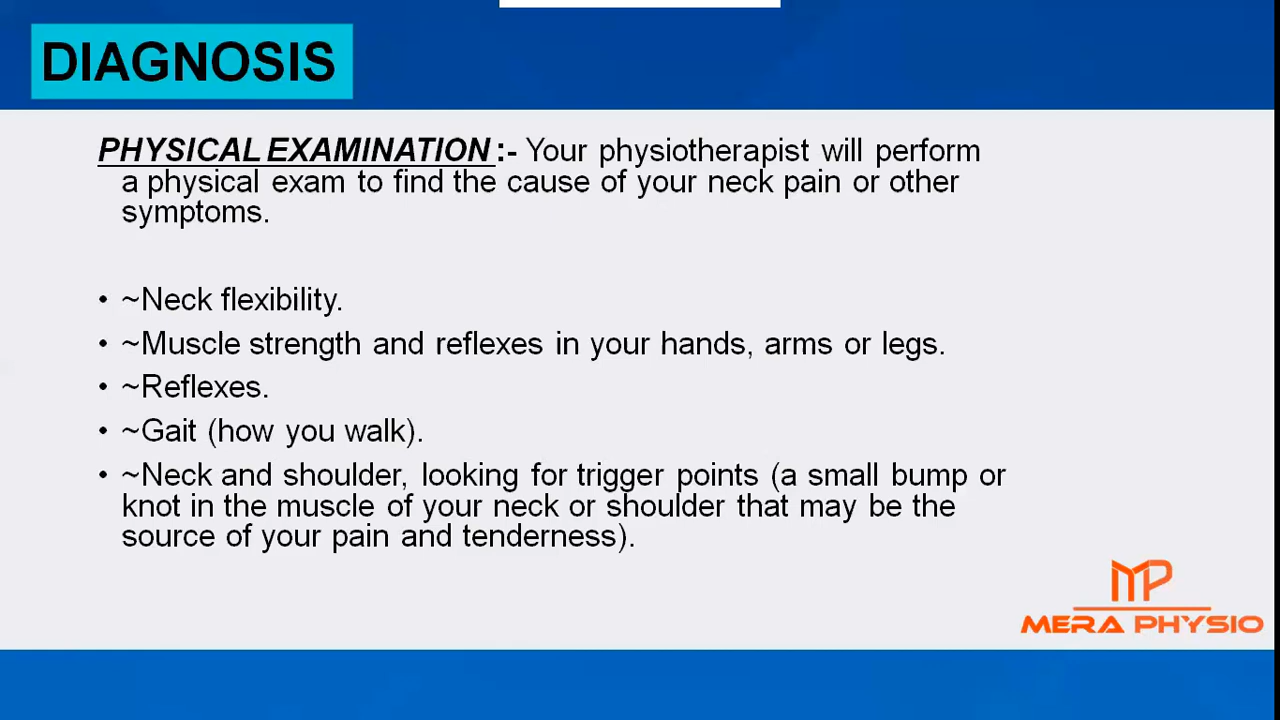 DIAGNOSIS
PHYSICAL EXAMINATION :- Your physiotherapist will perform
a physical exam to find the cause of your neck pain or other
symptoms.
• ~Neck flexibility.
• ~Muscle strength and reflexes in your hands, arms or legs.
• ~Reflexes.
• ~Gait (how you walk).
• ~Neck and shoulder, looking for trigger points (a small bump or
knot in the muscle of your neck or shoulder that may be the
source of your pain and tenderness).
MP
MERA PHYSIO